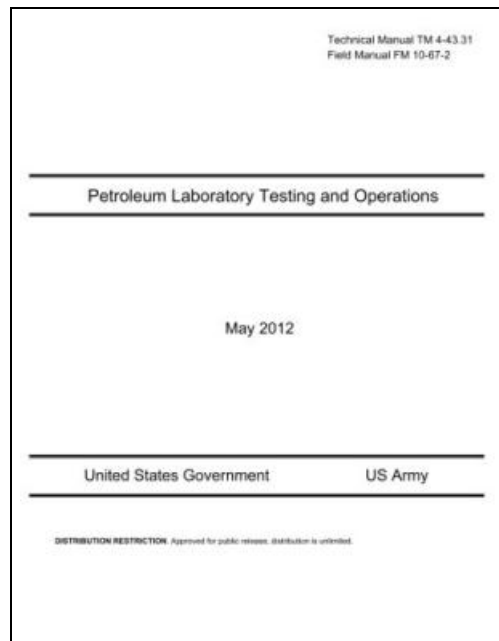 Technical Manual TM 4-43.31
Field Manual FM 10-67-2
Petroleum Laboratory Testing and Operations
May 2012
United States Government US Army
DISTRIBUTION RESTRICTION. Approved for public release; distribution is unlimited.